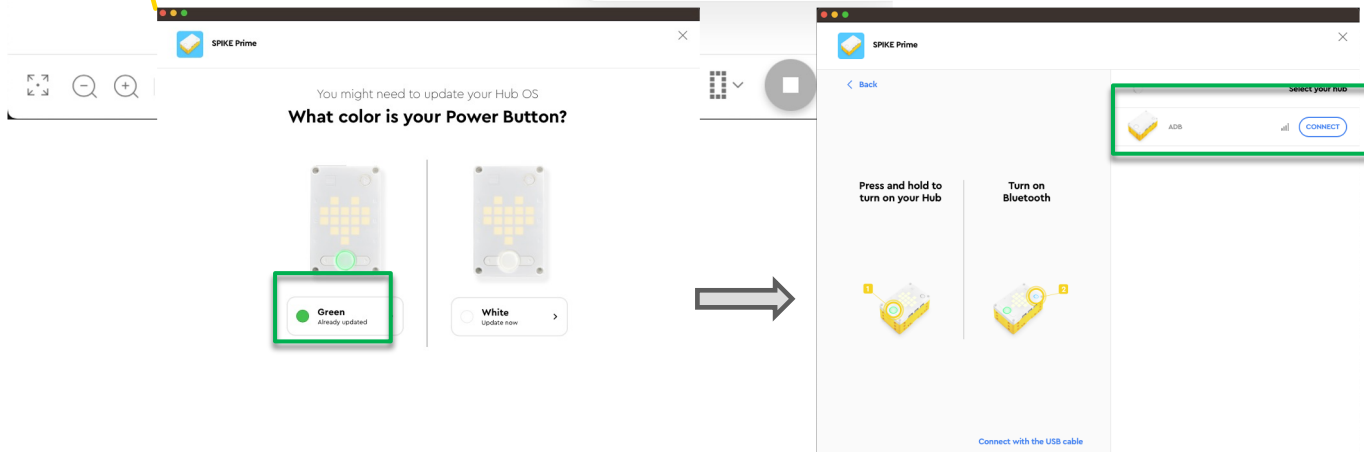 SPIKE Prime
You might need to update your Hub OS
What color is your Power Button?
Green
Already updated
White
Update now
SPIKE Prime
Back
Press and hold to
turn on your Hub
Turn on
Bluetooth
1
2
Connect with the USB cable
Select your hub
ADB
CONNECT